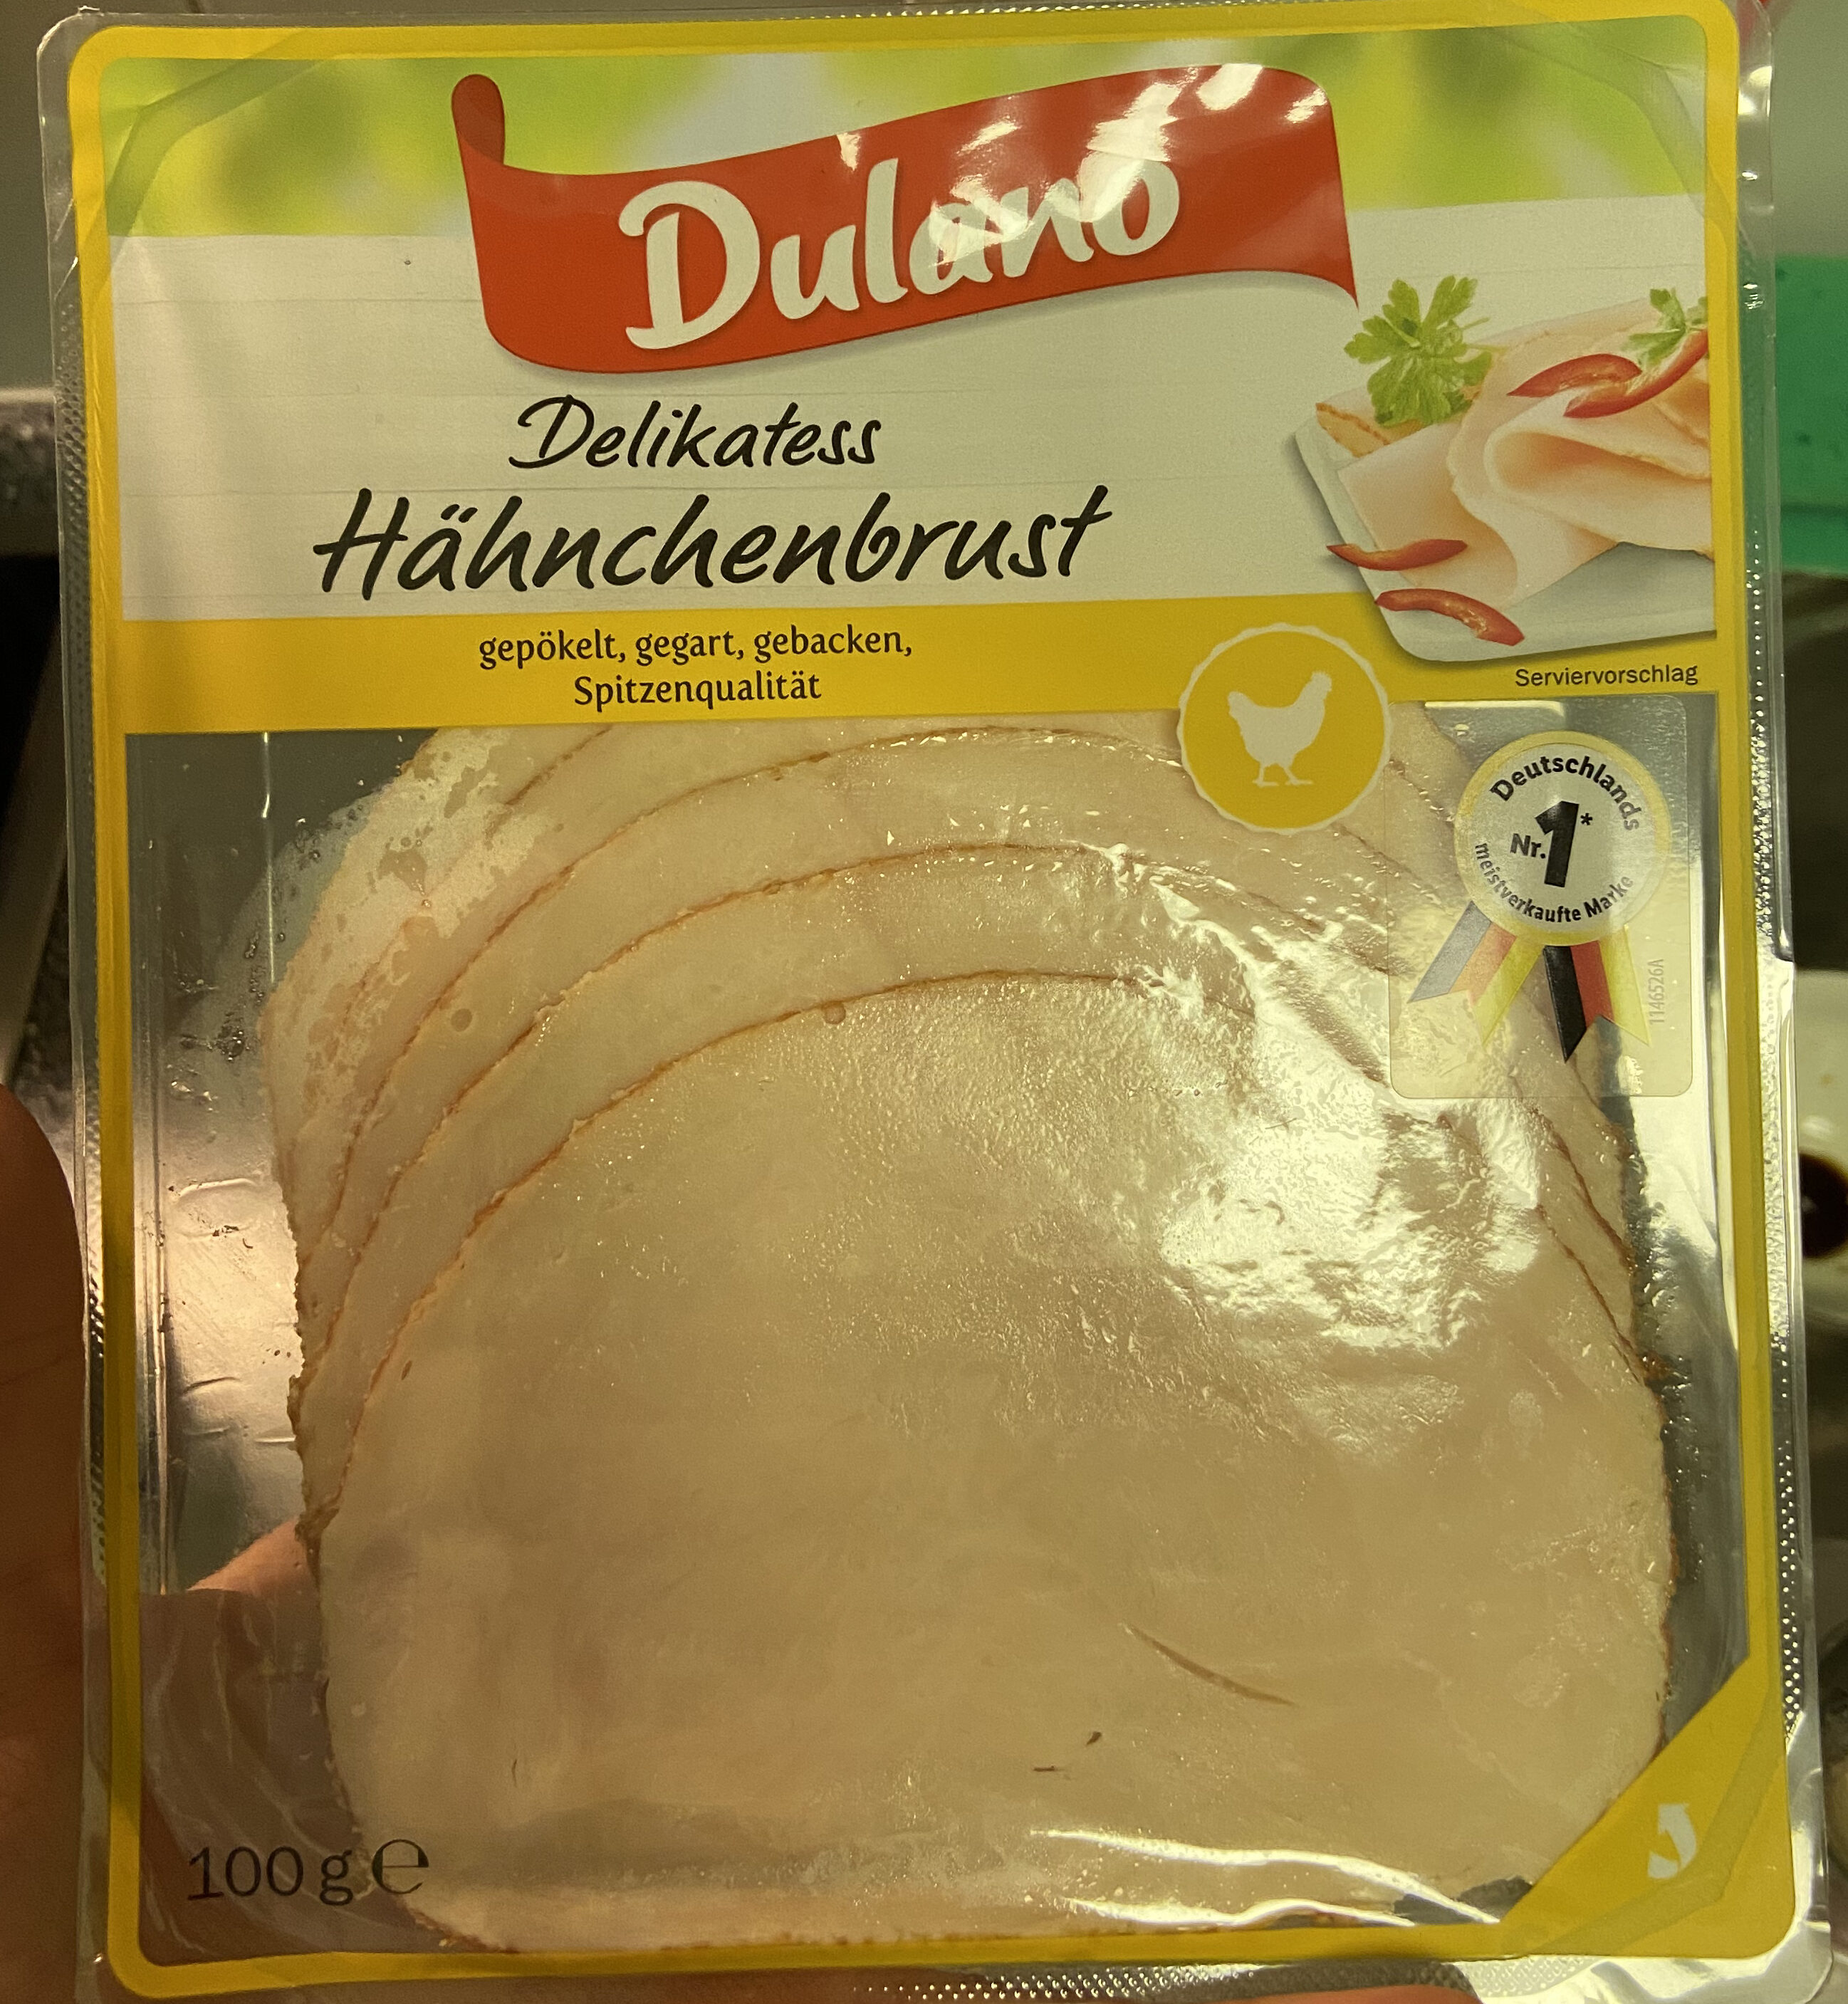 Dulano
Delikatess
Hähnchenbrust
gepökelt, gegart, gebacken,
Spitzenqualität
Serviervorschlag
Deutschlands
Nr. 1*
meistverkaufte Marke
1146526A
100 g ℮